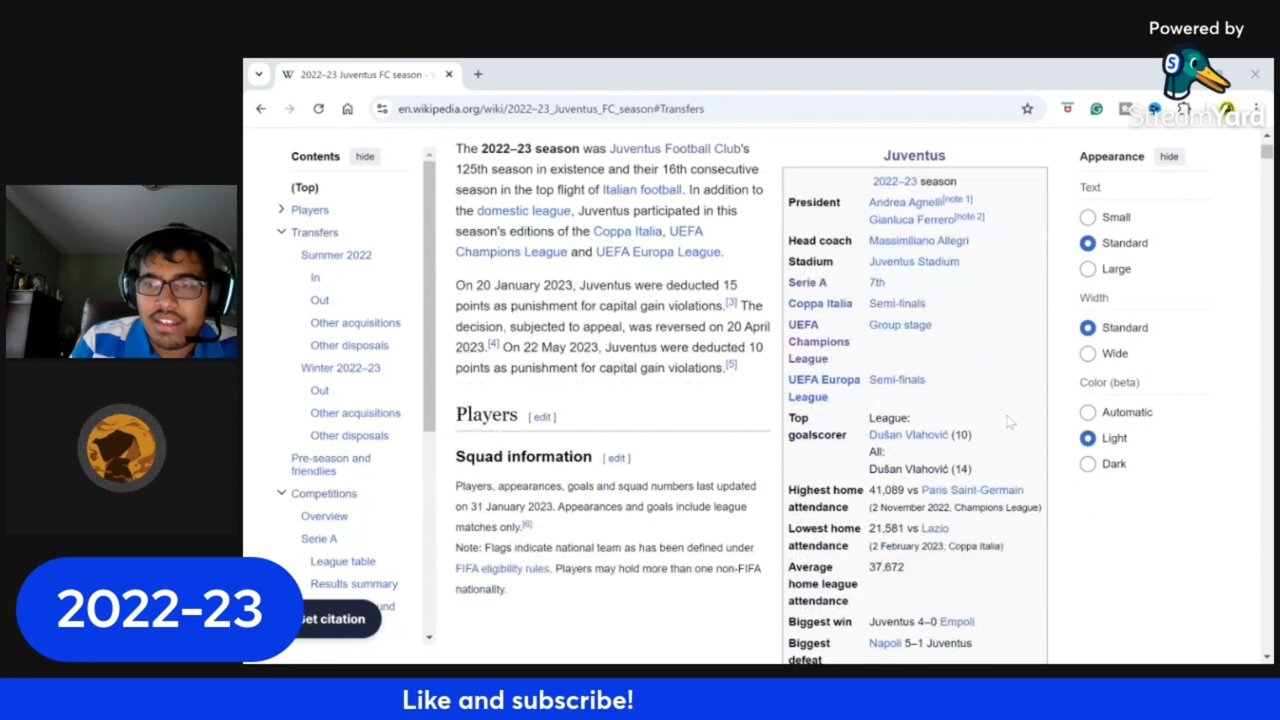 Powered by
StreamYard
2022–23 Juventus FC season -
en.wikipedia.org/wiki/2022–23_Juventus_FC_season#Transfers
Contents hide
(Top)
Players
Transfers
Summer 2022
In
Out
Other acquisitions
Other disposals
Winter 2022–23
Out
Other acquisitions
Other disposals
Pre-season and
friendlies
Competitions
Overview
Serie A
League table
Results summary
Get citation
The 2022–23 season was Juventus Football Club's
125th season in existence and their 16th consecutive
season in the top flight of Italian football. In addition to
the domestic league, Juventus participated in this
season's editions of the Coppa Italia, UEFA
Champions League and UEFA Europa League.
On 20 January 2023, Juventus were deducted 15
points as punishment for capital gain violations.[3] The
decision, subjected to appeal, was reversed on 20 April
2023.[4] On 22 May 2023, Juventus were deducted 10
points as punishment for capital gain violations.[5]
Players [ edit ]
Squad information [ edit ]
Players, appearances, goals and squad numbers last updated
on 31 January 2023. Appearances and goals include league
matches only.[6]
Note: Flags indicate national team as has been defined under
FIFA eligibility rules. Players may hold more than one non-FIFA
nationality.
Juventus
2022–23 season
President Andrea Agnelli[note 1]
Gianluca Ferrero[note 2]
Head coach Massimiliano Allegri
Stadium Juventus Stadium
Serie A 7th
Coppa Italia Semi-finals
UEFA Group stage
Champions
League
UEFA Europa Semi-finals
League
Top League:
goalscorer Dušan Vlahović (10)
All:
Dušan Vlahović (14)
Highest home 41,089 vs Paris Saint-Germain
attendance (2 November 2022, Champions League)
Lowest home 21,581 vs Lazio
attendance (2 February 2023, Coppa Italia)
Average 37,672
home league
attendance
Biggest win Juventus 4–0 Empoli
Biggest Napoli 5–1 Juventus
defeat
Appearance hide
Text
Small
Standard
Large
Width
Standard
Wide
Color (beta)
Automatic
Light
Dark
2022-23
Like and subscribe!